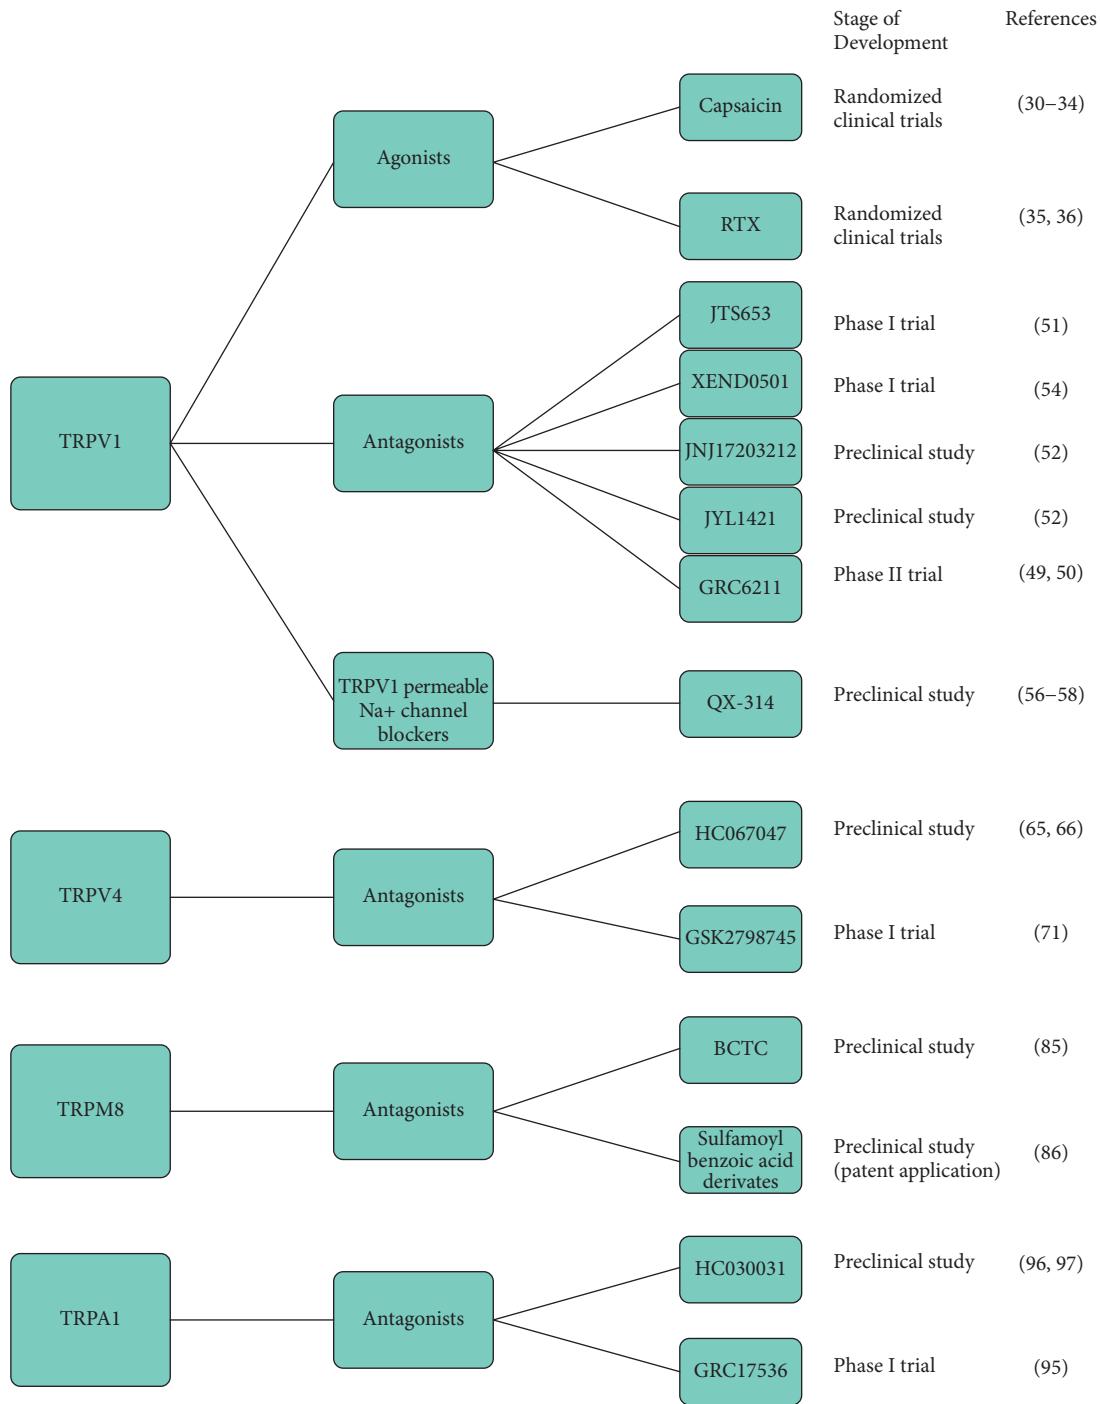 Stage of
Development
References
TRPV1
Agonists
Capsaicin
Randomized
clinical trials
(30–34)
RTX
Randomized
clinical trials
(35, 36)
Antagonists
JTS653
Phase I trial
(51)
XEND0501
Phase I trial
(54)
JNJ17203212
Preclinical study
(52)
JYL1421
Preclinical study
(52)
GRC6211
Phase II trial
(49, 50)
TRPV1 permeable
Na+ channel
blockers
QX-314
Preclinical study
(56–58)
TRPV4
Antagonists
HC067047
Preclinical study
(65, 66)
GSK2798745
Phase I trial
(71)
TRPM8
Antagonists
BCTC
Preclinical study
(85)
Sulfamoyl
benzoic acid
derivates
Preclinical study
(patent application)
(86)
TRPA1
Antagonists
HC030031
Preclinical study
(96, 97)
GRC17536
Phase I trial
(95)